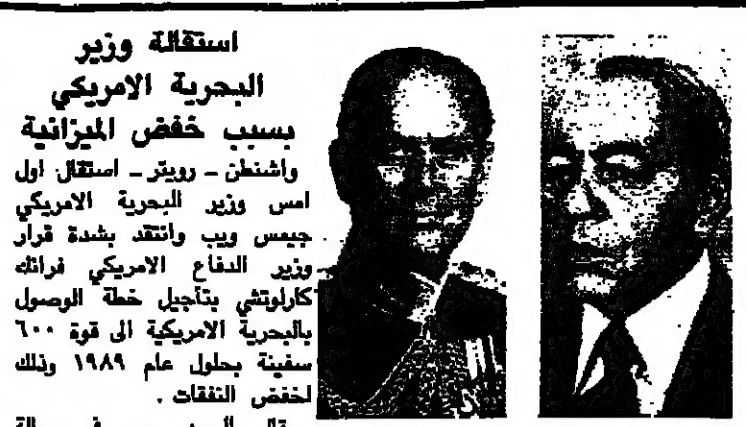 استقالة وزير
البحرية الامريكي
بسبب خفض الميزانية
واشنطن - رويتر - استقال اول
امس وزير البحرية الامريكي
جيمس ويب وانتقد بشدة قرار
وزير الدفاع الامريكي فرانك
كارلوتشي بتأجيل خطة الوصول
بالبحرية الامريكية الى قوة ٦٠٠
سفينة بحلول عام ١٩٨٩ وذلك
لخفض النفقات .